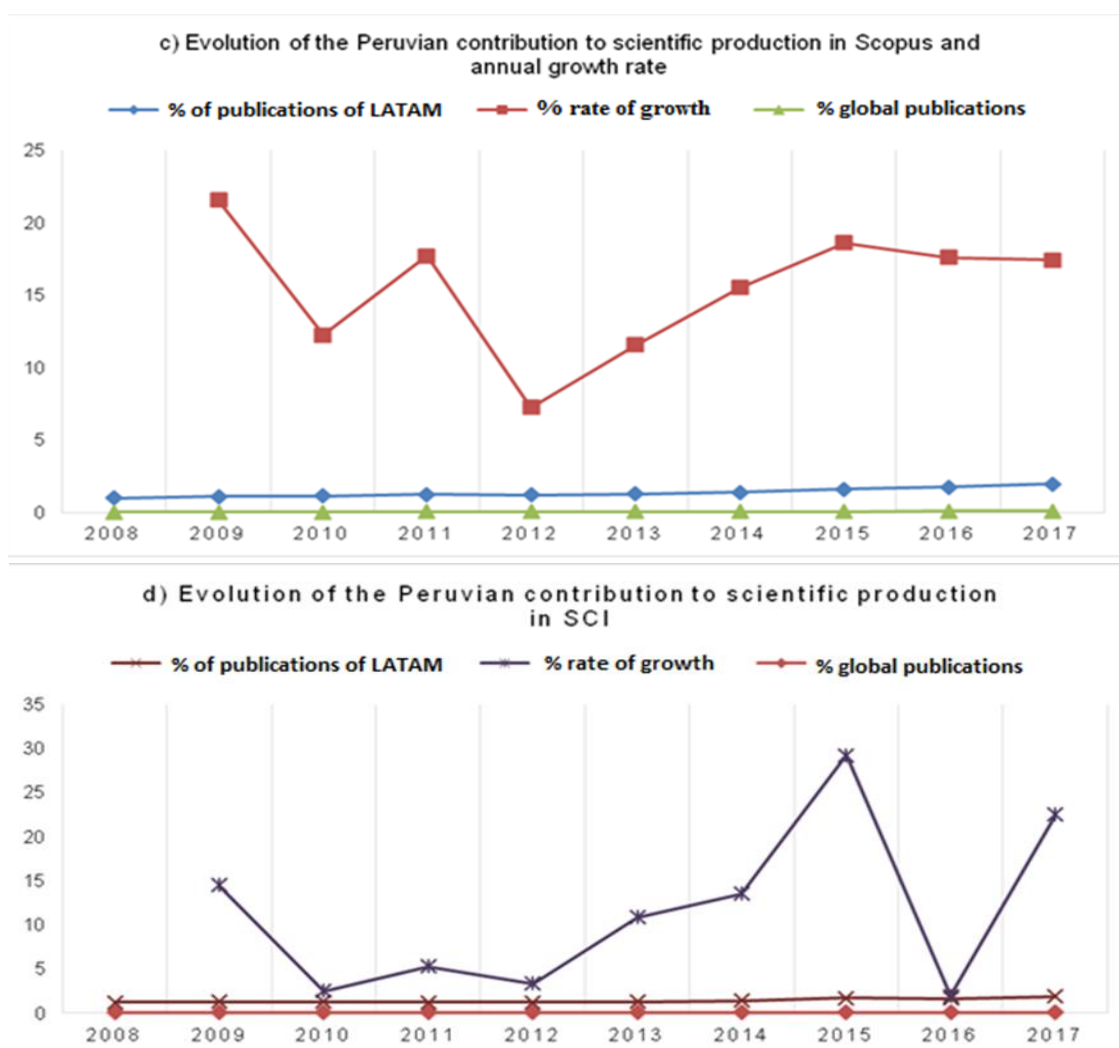 c) Evolution of the Peruvian contribution to scientific production in Scopus and
annual growth rate
% of publications of LATAM % rate of growth % global publications
25
20
15
10
5
0
2008 2009 2010 2011 2012 2013 2014 2015 2016 2017
d) Evolution of the Peruvian contribution to scientific production
in SCI
% of publications of LATAM % rate of growth % global publications
35
30
25
20
15
10
5
0
2008 2009 2010 2011 2012 2013 2014 2015 2016 2017